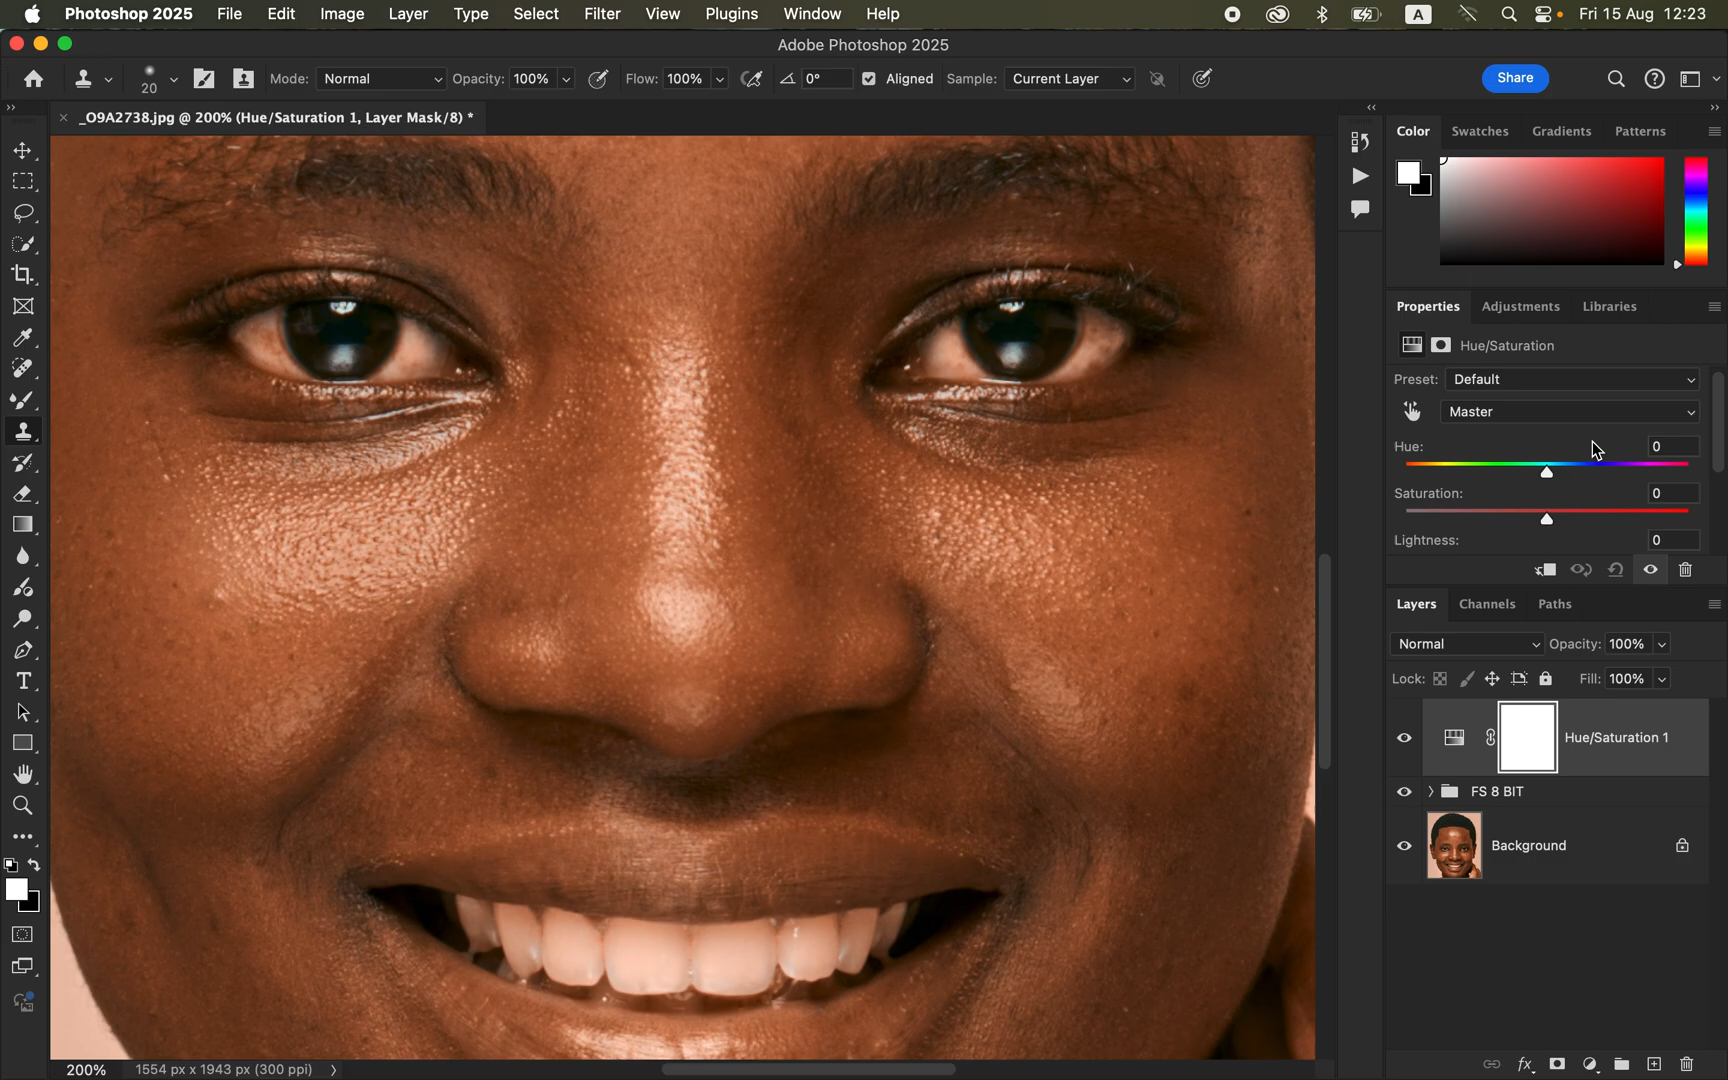 Photoshop 2025 File Edit Image Layer Type Select Filter View Plugins Window Help A Fri 15 Aug 12:23
Adobe Photoshop 2025
20 Mode: Normal Opacity: 100% Flow: 100% 0° Aligned Sample: Current Layer Share
× _O9A2738.jpg @ 200% (Hue/Saturation 1, Layer Mask/8) *
Color Swatches Gradients Patterns
Properties Adjustments Libraries
Hue/Saturation
Preset: Default
Master
Hue: 0
Saturation: 0
Lightness: 0
Layers Channels Paths
Normal Opacity: 100%
Lock: Fill: 100%
Hue/Saturation 1
FS 8 BIT
Background
fx
200% 1554 px x 1943 px (300 ppi)